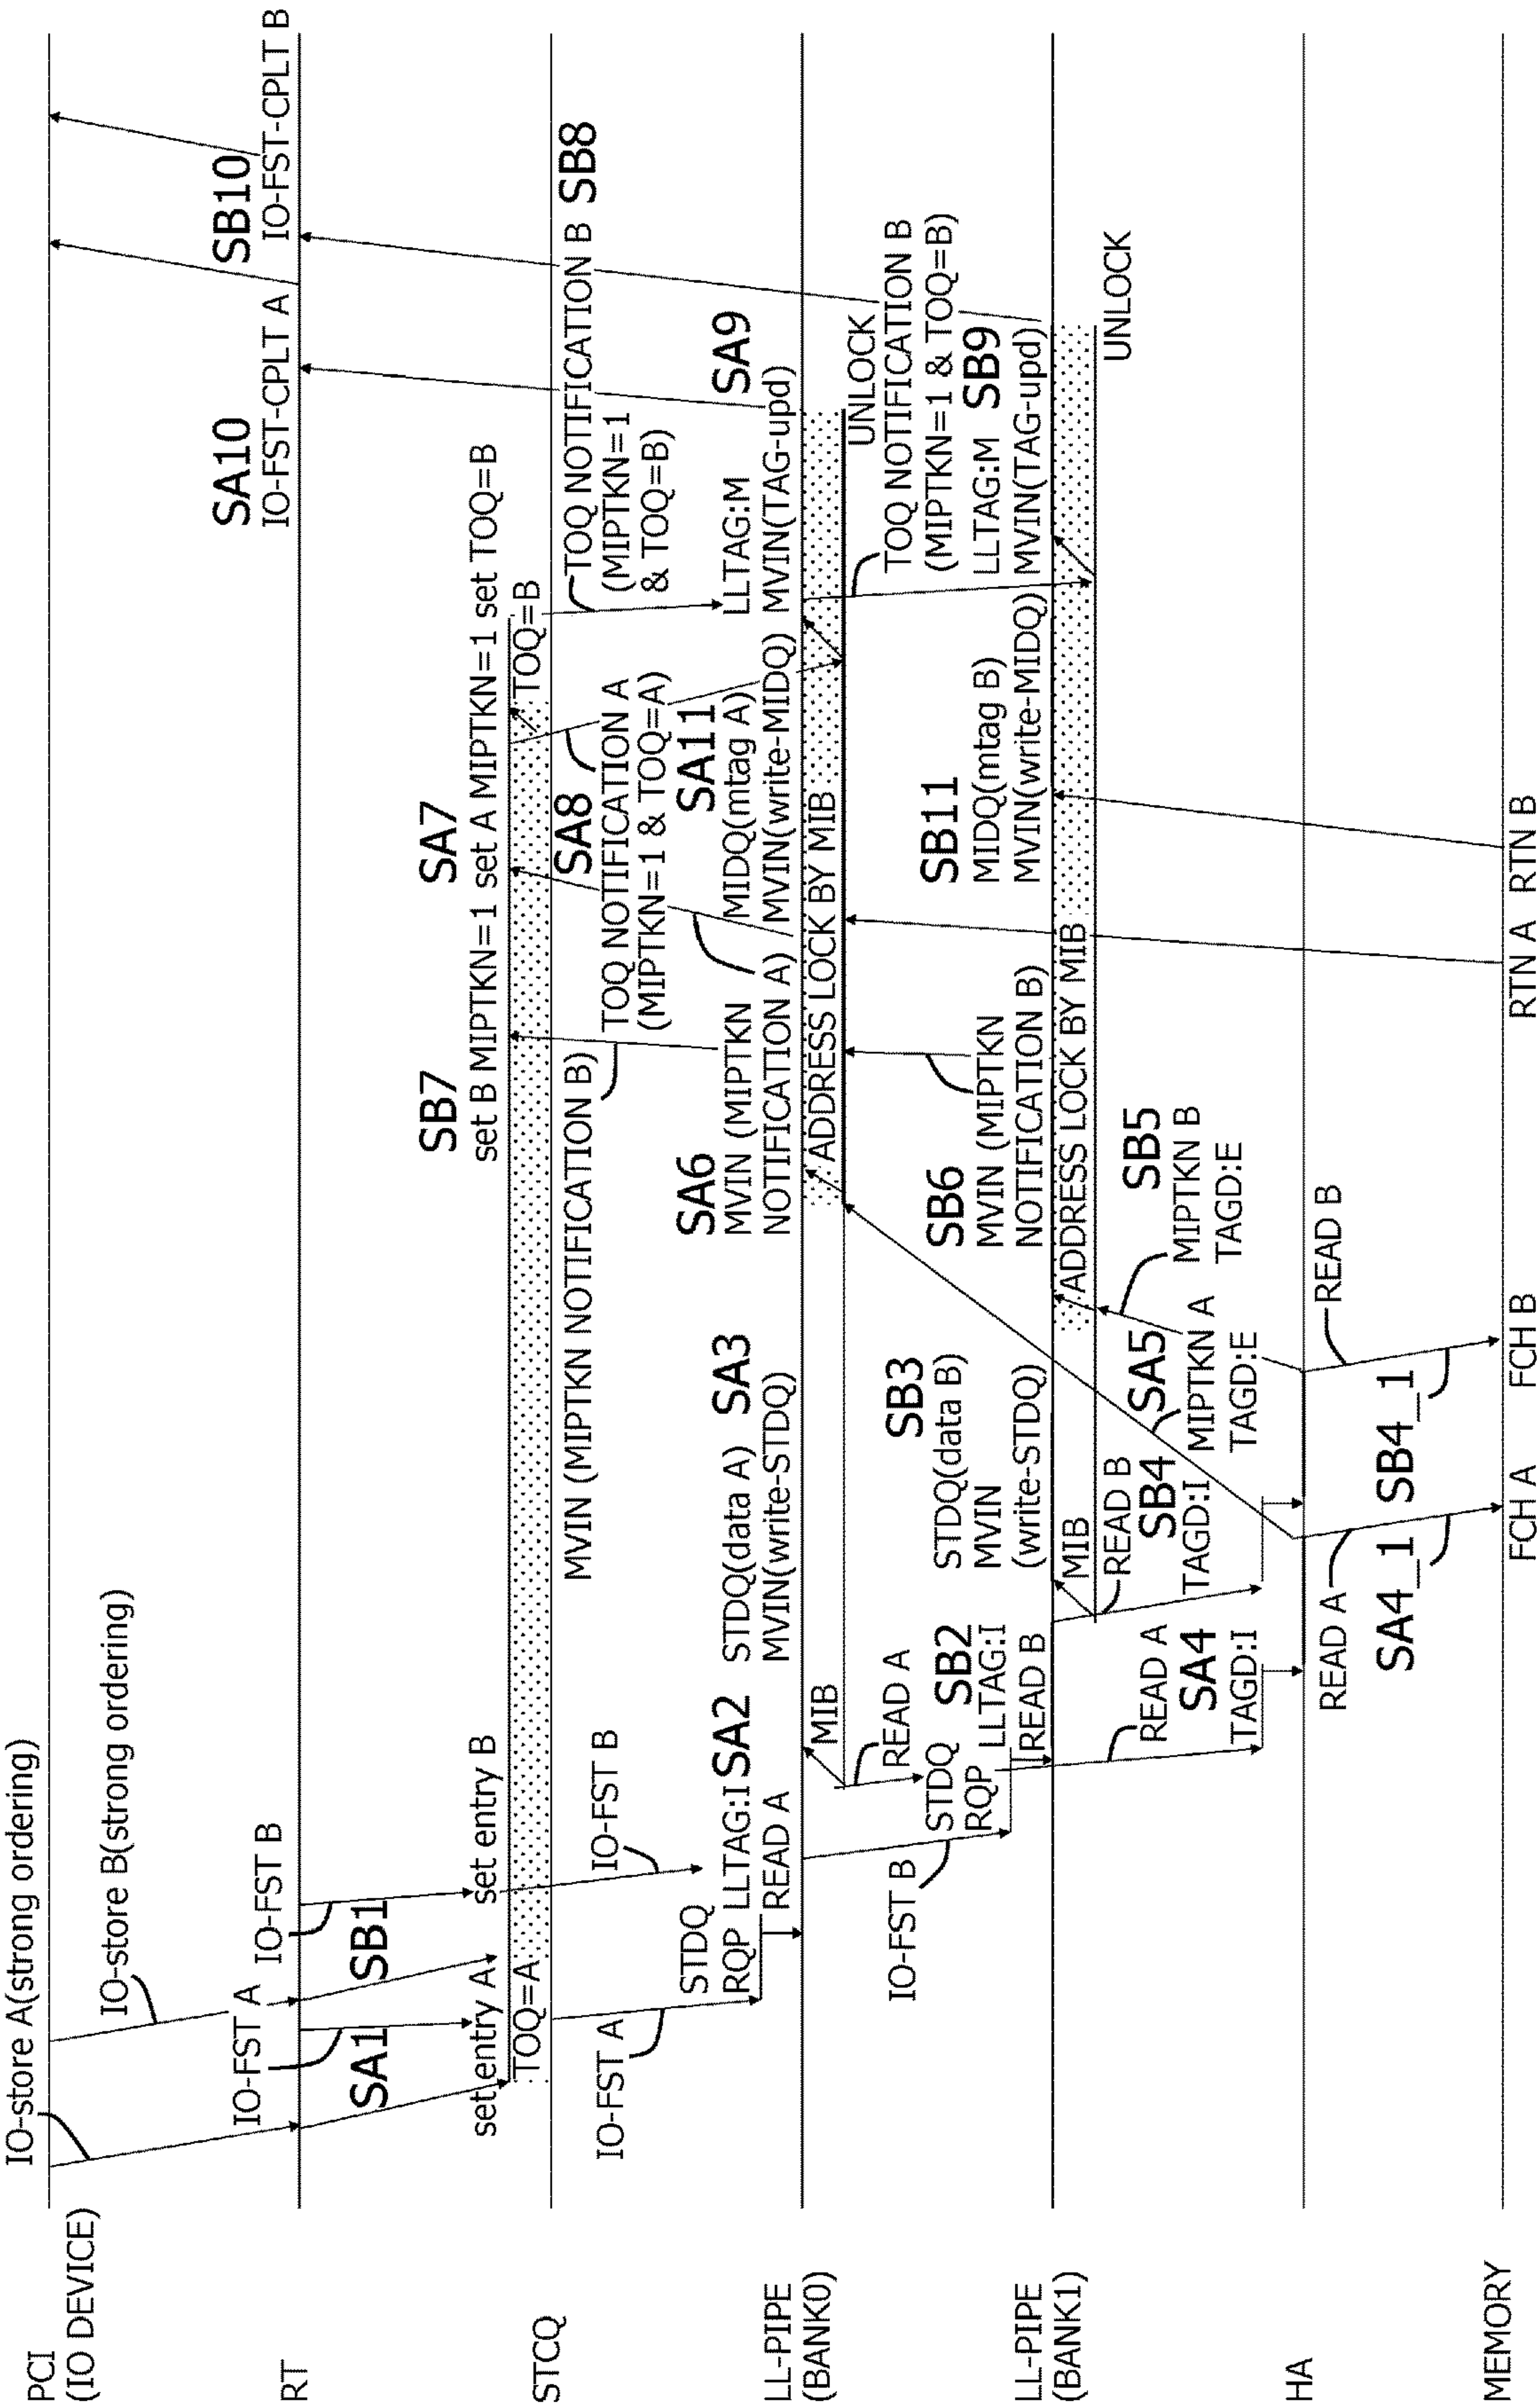 PCI
(IO DEVICE)
RT
STCQ
LL-PIPE
(BANK0)
LL-PIPE
(BANK1)
HA
MEMORY
IO-store A(strong ordering)
IO-store B(strong ordering)
IO-FST A
SA1
IO-FST B
SB1
SA10
IO-FST-CPLT A
SB10
IO-FST-CPLT B
set entry A
TOQ=A
set entry B
SB7
set B MIPTKN=1
SA7
set A MIPTKN=1
set TOQ=B
TOQ=B
IO-FST A
IO-FST B
MVIN (MIPTKN NOTIFICATION B)
SA8
TOQ NOTIFICATION A
(MIPTKN=1 & TOQ=A)
TOQ NOTIFICATION B
SB8
(MIPTKN=1
& TOQ=B)
STDQ
RQP
LLTAG:I
SA2
READ A
STDQ(data A)
SA3
MVIN(write-STDQ)
SA6
MVIN (MIPTKN
NOTIFICATION A)
SA11
MIDQ(mtag A)
MVIN(write-MIDQ)
SA9
LLTAG:M
MVIN(TAG-upd)
MIB
ADDRESS LOCK BY MIB
UNLOCK
IO-FST B
READ A
STDQ
RQP
SB2
LLTAG:I
READ B
SB3
STDQ(data B)
MVIN
(write-STDQ)
SB6
MVIN (MIPTKN
NOTIFICATION B)
SB11
MIDQ(mtag B)
MVIN(write-MIDQ)
TOQ NOTIFICATION B
(MIPTKN=1 & TOQ=B)
LLTAG:M
SB9
MVIN(TAG-upd)
MIB
ADDRESS LOCK BY MIB
UNLOCK
READ A
SA4
TAGD:I
READ B
SB4
TAGD:I
SA5
MIPTKN A
TAGD:E
SB5
MIPTKN B
TAGD:E
READ A
SA4_1
READ B
SB4_1
FCH A
FCH B
RTN A
RTN B